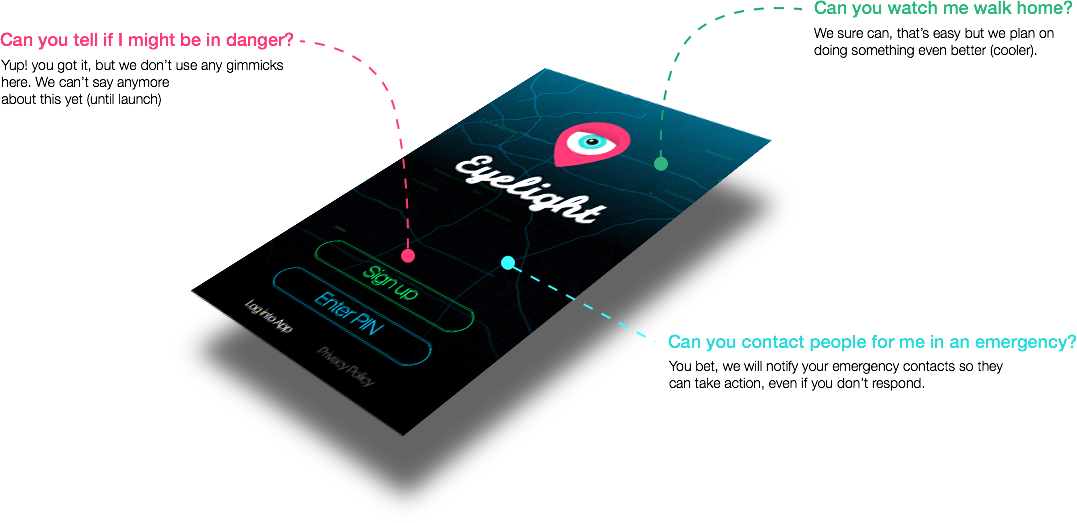 Can you watch me walk home?
We sure can, that's easy but we plan on
doing something even better (cooler).
Can you tell if I might be in danger?
Yup! you got it, but we don't use any gimmicks
here. We can't say anymore
about this yet (until launch)
Eyelight
Sign up
Enter PIN
Log into App
Privacy Policy
Can you contact people for me in an emergency?
You bet, we will notify your emergency contacts so they
can take action, even if you don't respond.